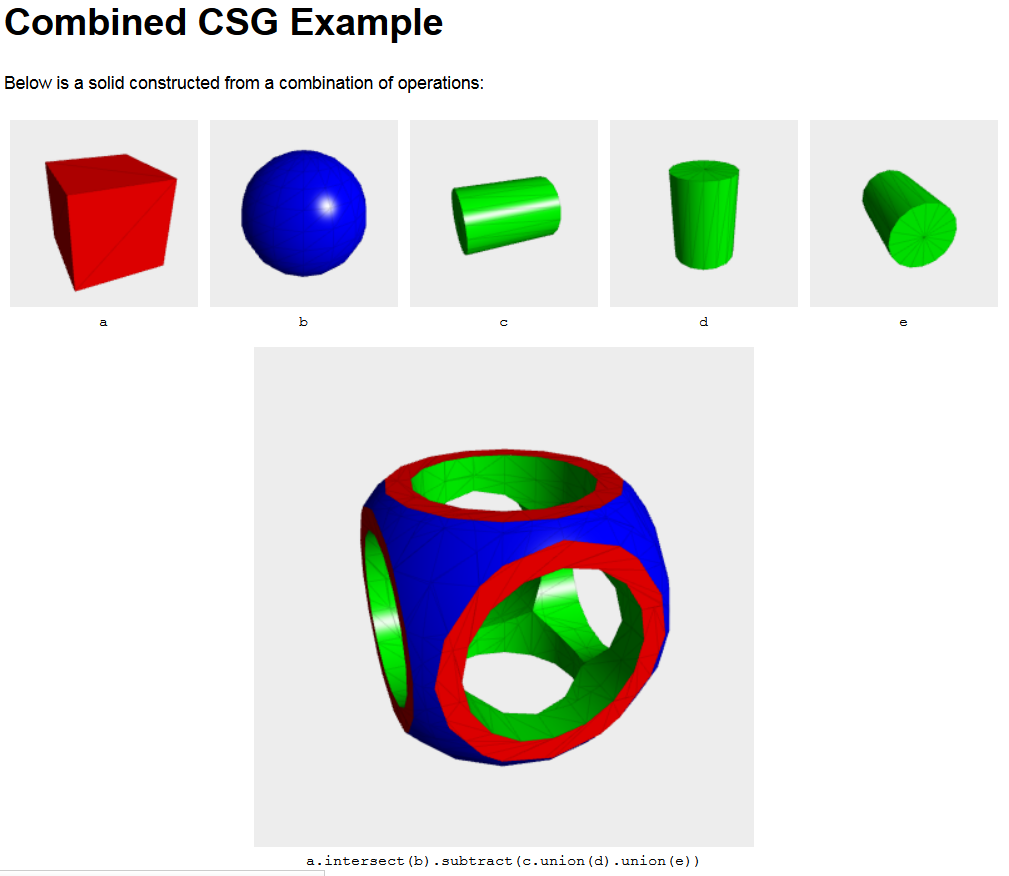 Combined CSG Example
Below is a solid constructed from a combination of operations:
a
b
c
d
e
a.intersect(b).subtract(c.union(d).union(e))